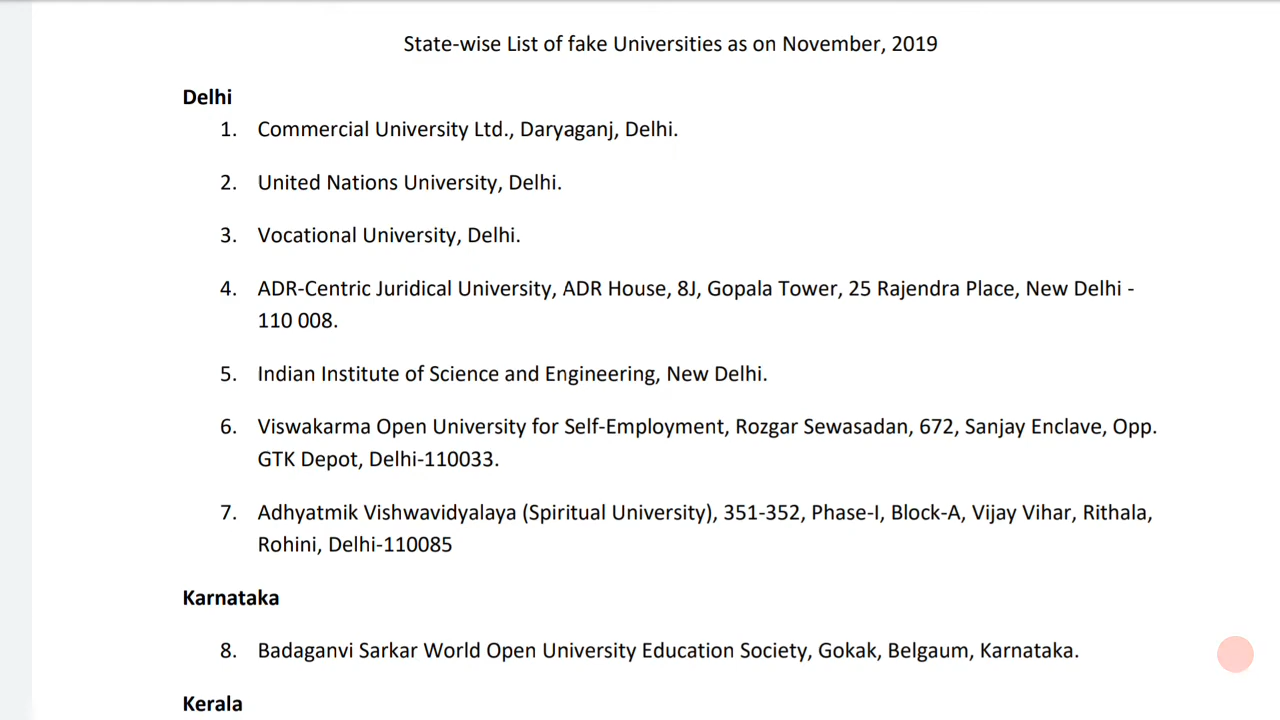 State-wise List of fake Universities as on November, 2019
Delhi
1. Commercial University Ltd., Daryaganj, Delhi.
2. United Nations University, Delhi.
3. Vocational University, Delhi.
4. ADR-Centric Juridical University, ADR House, 8J, Gopala Tower, 25 Rajendra Place, New Delhi -
110 008.
5. Indian Institute of Science and Engineering, New Delhi.
6. Viswakarma Open University for Self-Employment, Rozgar Sewasadan, 672, Sanjay Enclave, Opp.
GTK Depot, Delhi-110033.
7. Adhyatmik Vishwavidyalaya (Spiritual University), 351-352, Phase-I, Block-A, Vijay Vihar, Rithala,
Rohini, Delhi-110085
Karnataka
8. Badaganvi Sarkar World Open University Education Society, Gokak, Belgaum, Karnataka.
Kerala